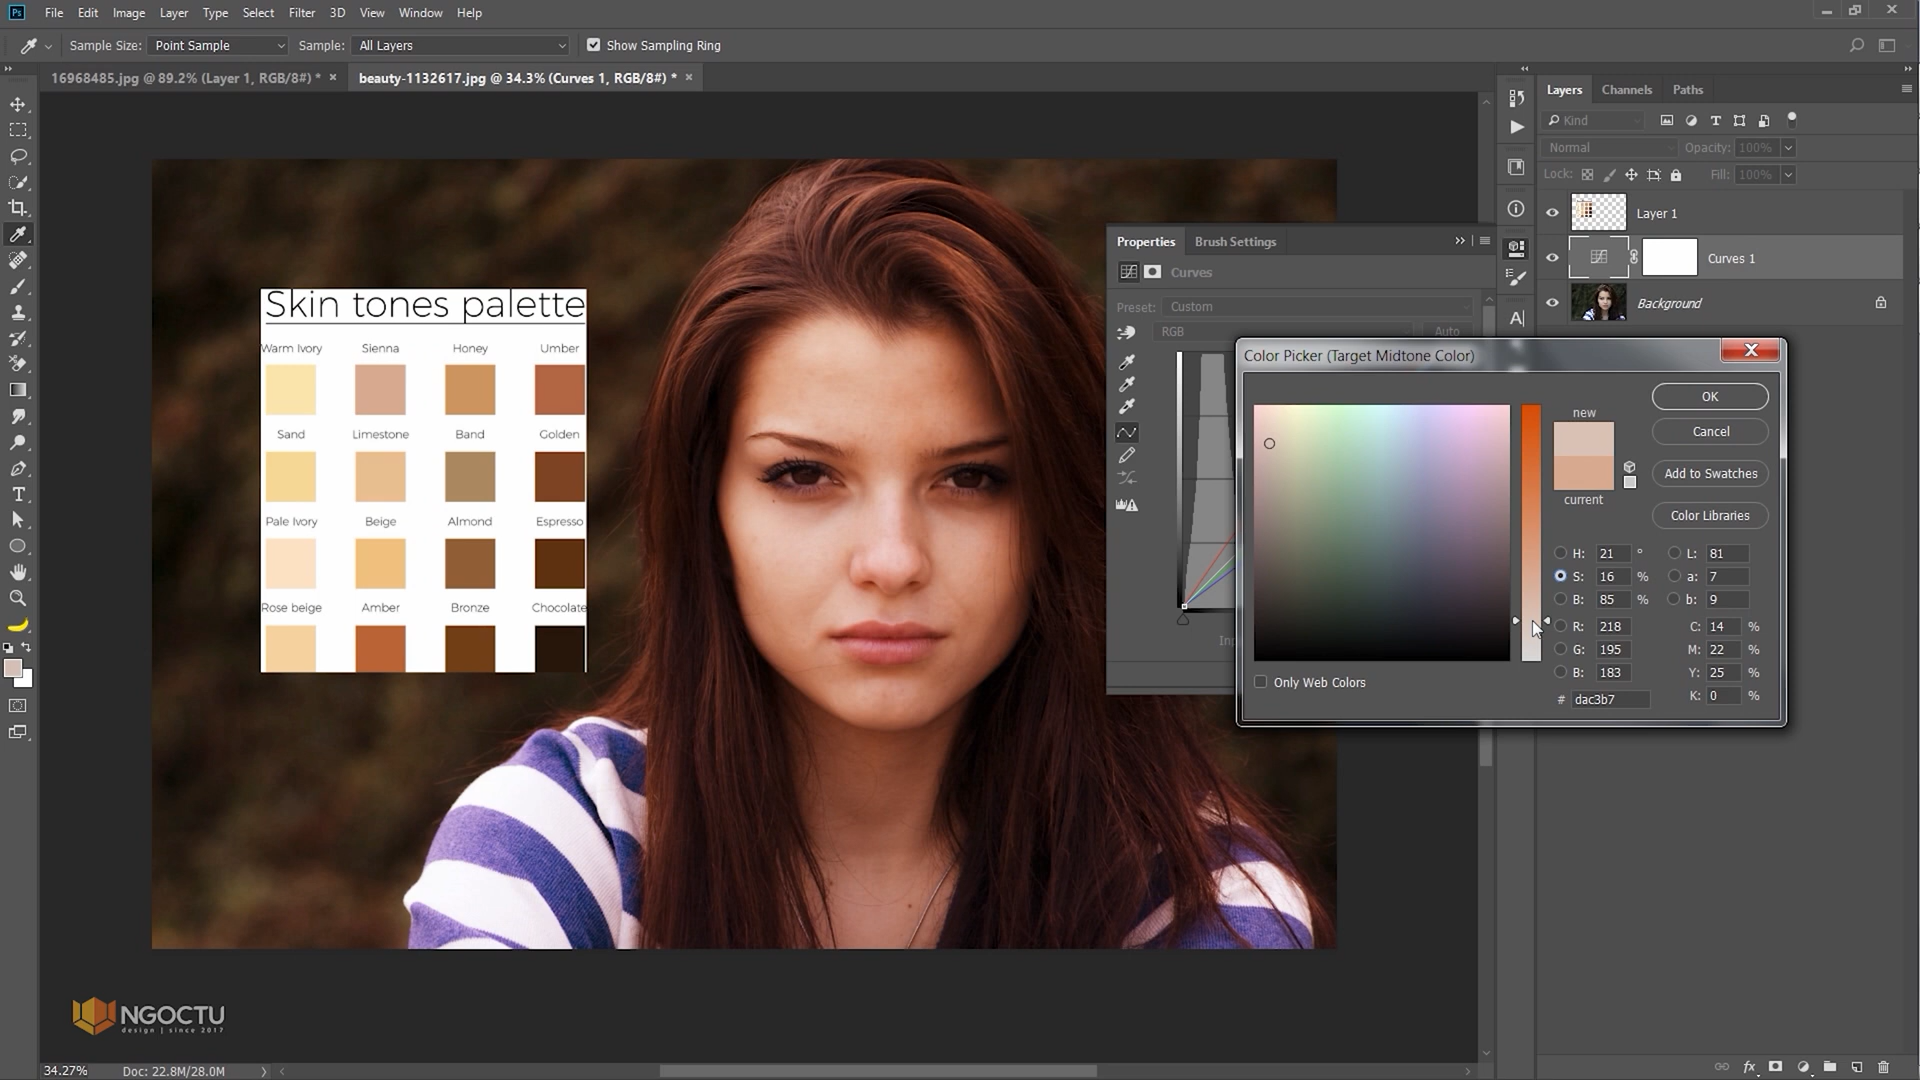 Ps File Edit Image Layer Type Select Filter 3D View Window Help
Sample Size: Point Sample Sample: All Layers Show Sampling Ring
16968485.jpg @ 89.2% (Layer 1, RGB/8#) * × beauty-1132617.jpg @ 34.3% (Curves 1, RGB/8#) * ×
Layers Channels Paths
Kind
Normal Opacity: 100%
Lock: Fill: 100%
Layer 1
Curves 1
Background
Properties Brush Settings
Curves
Preset: Custom
RGB Auto
Skin tones palette
Warm Ivory Sienna Honey Umber
Sand Limestone Band Golden
Pale Ivory Beige Almond Espresso
Rose beige Amber Bronze Chocolate
Color Picker (Target Midtone Color)
new
current
OK
Cancel
Add to Swatches
Color Libraries
H: 21 ° L: 81
S: 16 % a: 7
B: 85 % b: 9
R: 218 C: 14 %
G: 195 M: 22 %
B: 183 Y: 25 %
# dac3b7 K: 0 %
Only Web Colors
NGOCTU
design | since 2017
34.27% Doc: 22.8M/28.0M